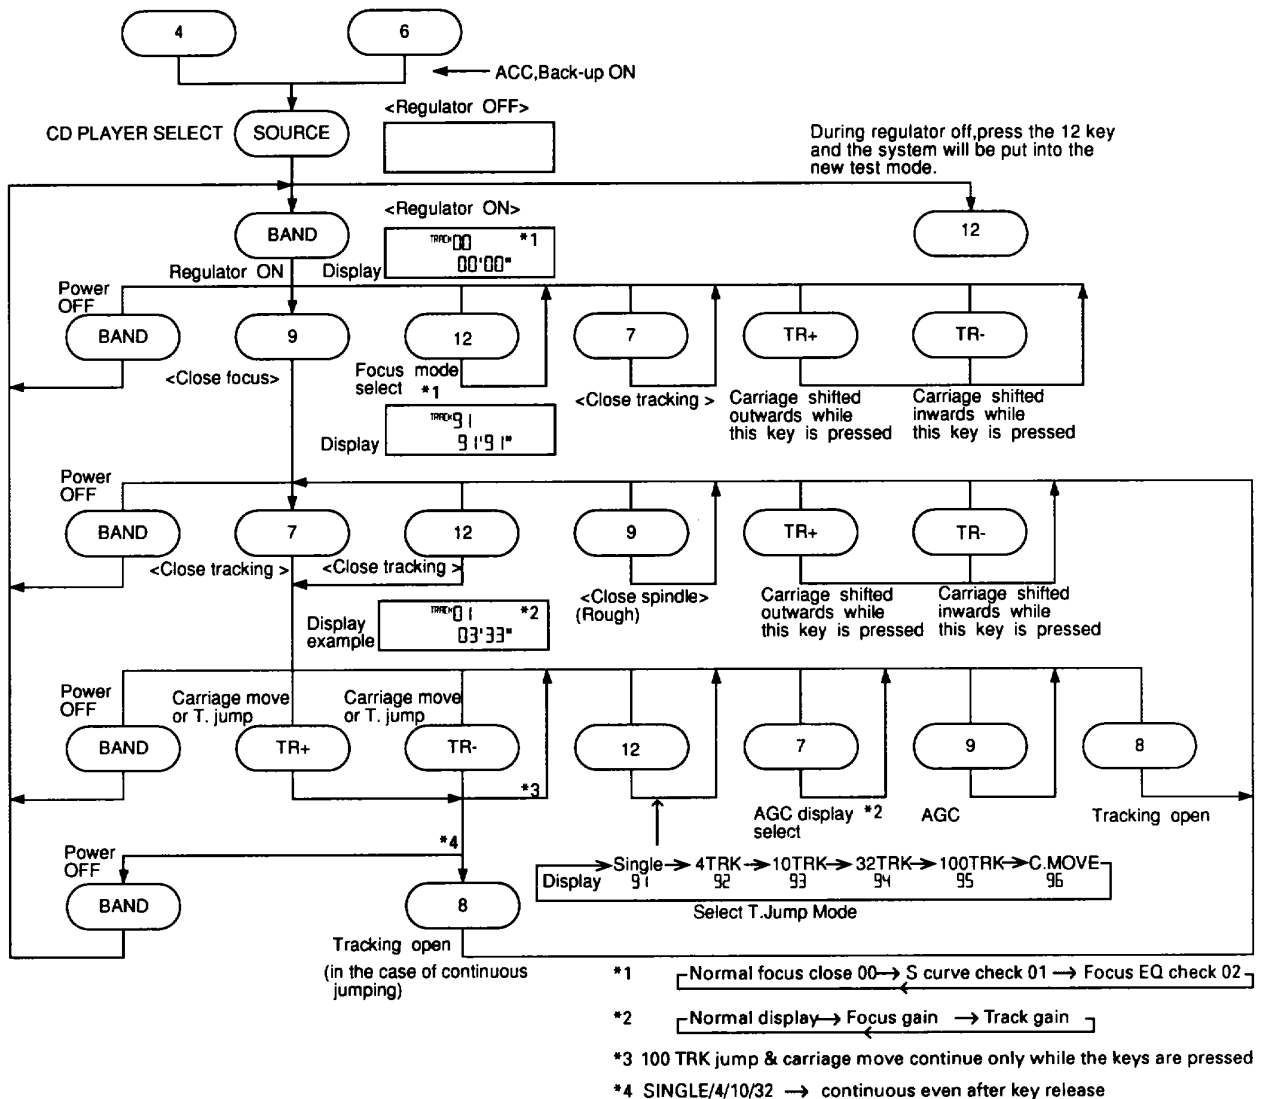 4
6
ACC,Back-up ON
<Regulator OFF>
CD PLAYER SELECT
SOURCE
During regulator off,press the 12 key
and the system will be put into the
new test mode.
<Regulator ON>
BAND
TRACK 00 *1
00'00"
12
Regulator ON
Display
Power
OFF
BAND
9
12
7
TR+
TR-
<Close focus>
Focus mode
select *1
<Close tracking >
Carriage shifted
outwards while
this key is pressed
Carriage shifted
inwards while
this key is pressed
Display
TRACK 91
91'91"
Power
OFF
BAND
7
12
9
TR+
TR-
<Close tracking >
<Close tracking >
<Close spindle>
(Rough)
Carriage shifted
outwards while
this key is pressed
Carriage shifted
inwards while
this key is pressed
Display
example
TRACK 01 *2
03'33"
Power
OFF
Carriage move
or T. jump
Carriage move
or T. jump
BAND
TR+
TR-
12
7
9
8
*3
AGC display *2
select
AGC
Tracking open
*4
Power
OFF
BAND
8
Display
Single → 4TRK → 10TRK → 32TRK → 100TRK → C.MOVE
91 92 93 94 95 96
Select T.Jump Mode
Tracking open
(in the case of continuous
jumping)
*1 Normal focus close 00 → S curve check 01 → Focus EQ check 02
*2 Normal display → Focus gain → Track gain
*3 100 TRK jump & carriage move continue only while the keys are pressed
*4 SINGLE/4/10/32 → continuous even after key release